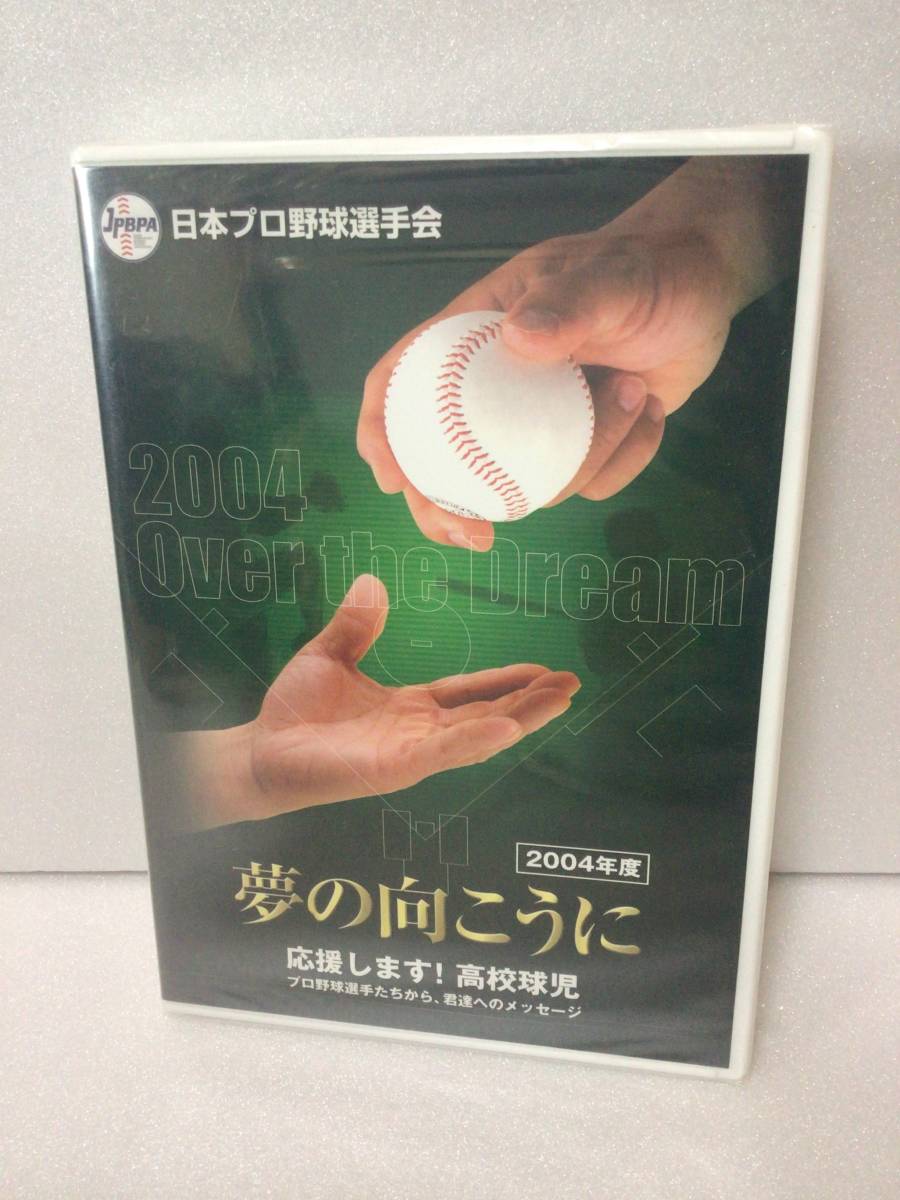 JPBPA
日本プロ野球選手会
2004
Over the Dream
2004年度
夢の向こうに
応援します!高校球児
プロ野球選手たちから、君達へのメッセージ